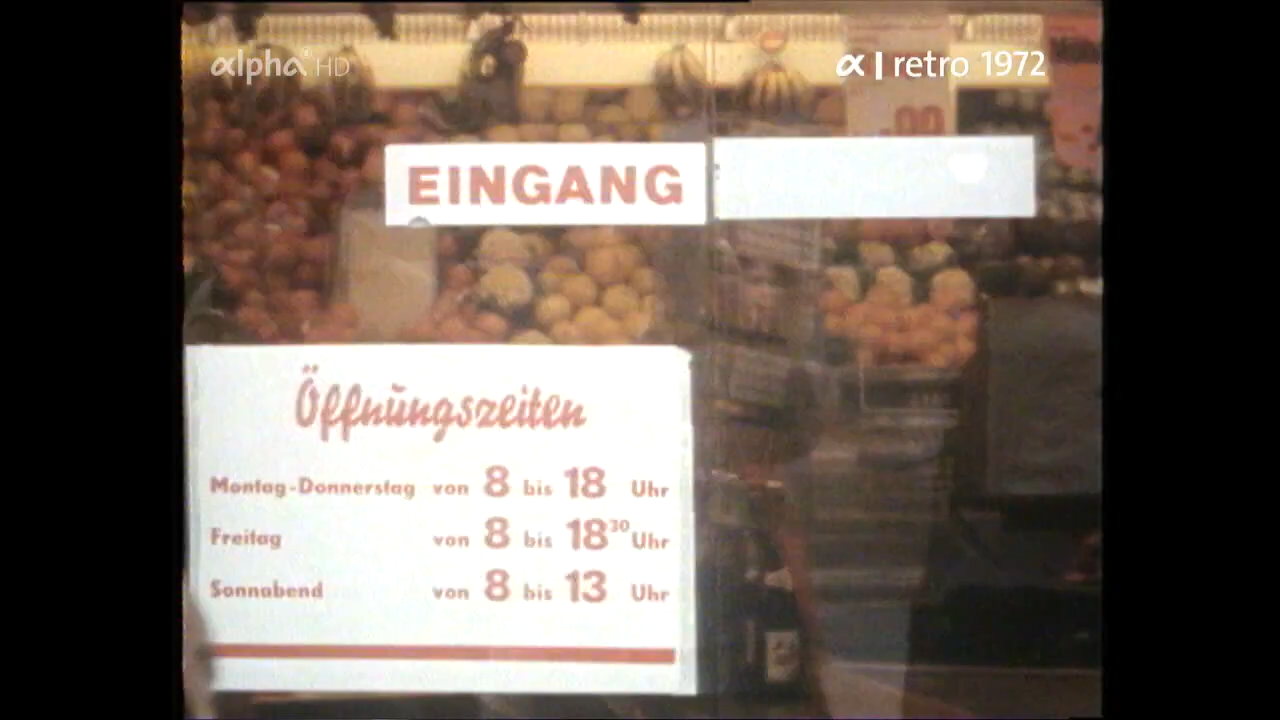 alpha HD
α | retro 1972
.90
EINGANG
Öffnungszeiten
Montag-Donnerstag von 8 bis 18 Uhr
Freitag von 8 bis 18³⁰ Uhr
Sonnabend von 8 bis 13 Uhr